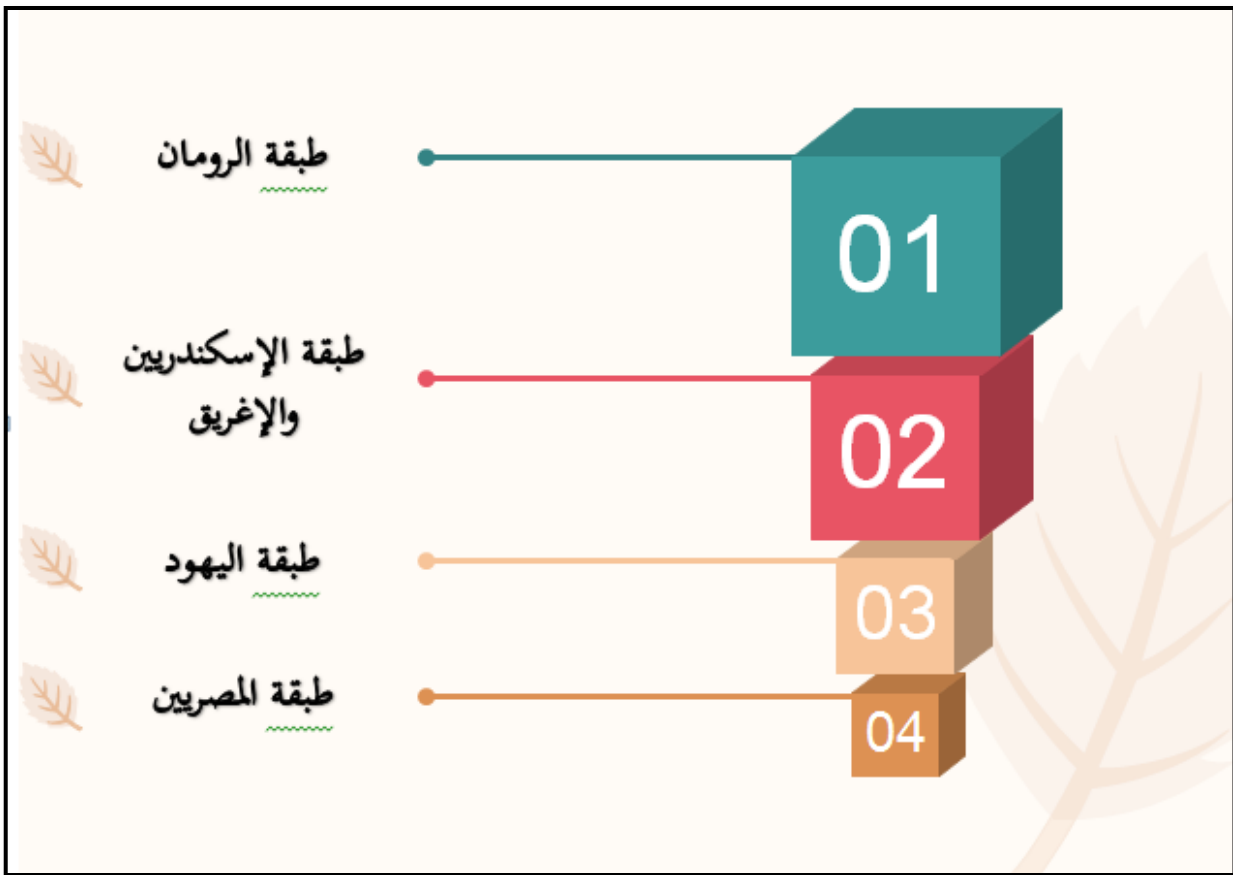 01
طبقة الرومان
02
طبقة الإسكندريين
والإغريق
03
طبقة اليهود
04
طبقة المصريين